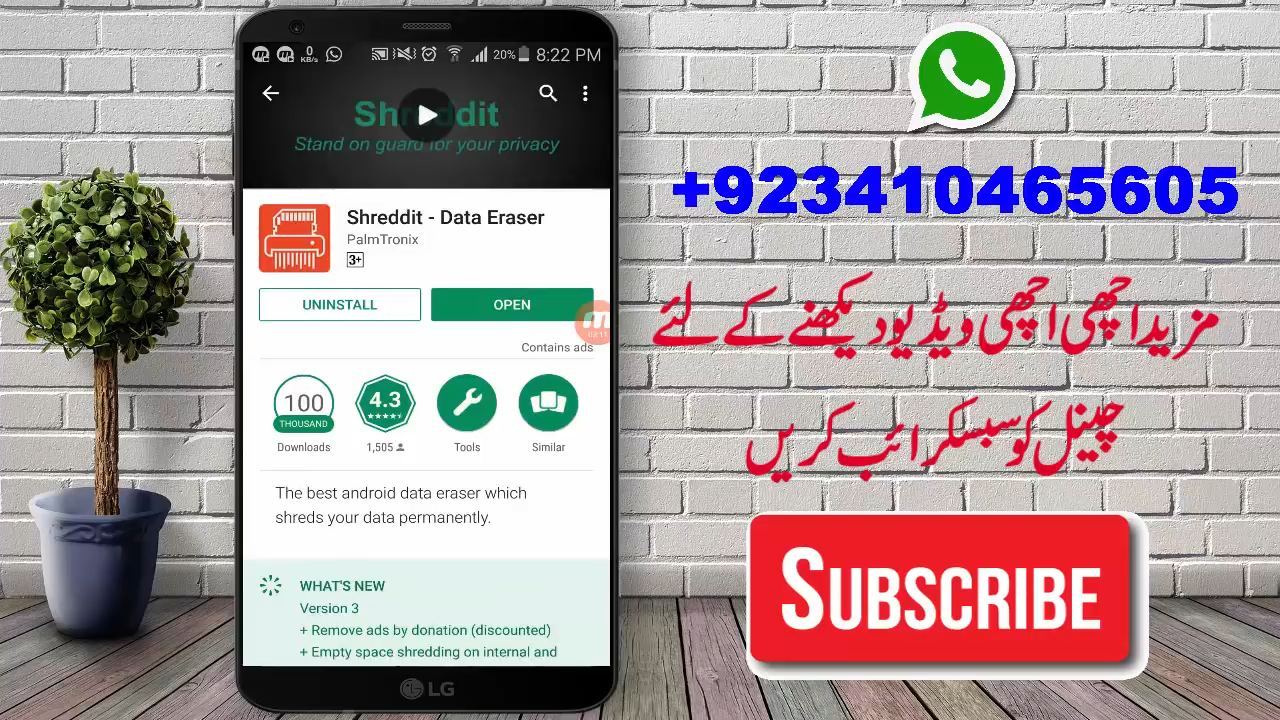 0
KB/s
20%
8:22 PM
Shreddit
Stand on guard for your privacy
Shreddit - Data Eraser
PalmTronix
3+
UNINSTALL
OPEN
Contains ads
100
THOUSAND
4.3
Downloads
1,505
Tools
Similar
The best android data eraser which
shreds your data permanently.
WHAT'S NEW
Version 3
+ Remove ads by donation (discounted)
+ Empty space shredding on internal and
LG
+923410465605
مزید اچھی اچھی ویڈیو دیکھنے کے لئے
چینل کو سبسکرائب کریں
SUBSCRIBE